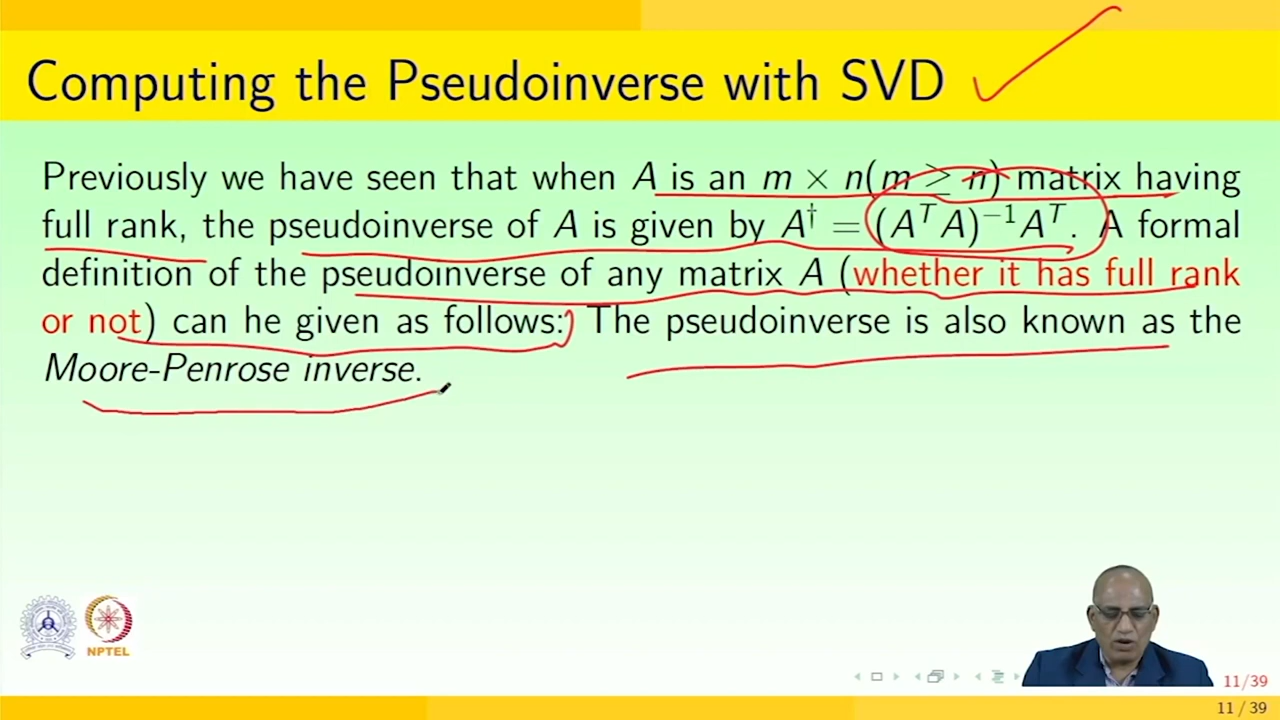 Computing the Pseudoinverse with SVD
Previously we have seen that when A is an m × n(m ≥ n) matrix having
full rank, the pseudoinverse of A is given by A† = (AᵀA)⁻¹Aᵀ. A formal
definition of the pseudoinverse of any matrix A (whether it has full rank
or not) can he given as follows: The pseudoinverse is also known as the
Moore-Penrose inverse.
NPTEL
11/39
11 / 39